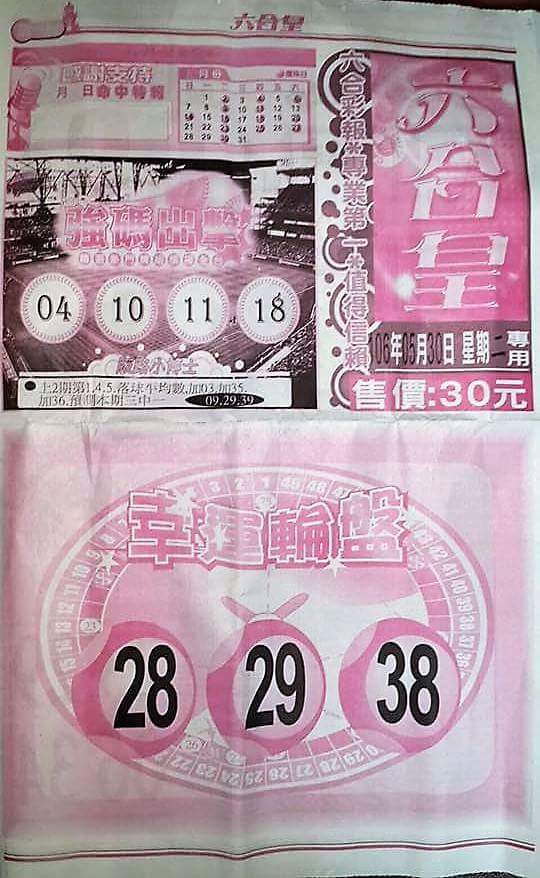 六合皇
感謝支持
月 日命中特報
月份
日 一 二 三 四 五 六
1 2 3 4 5 6
7 8 9 10 11 12 13
14 15 16 17 18 19 20
21 22 23 24 25 26 27
28 29 30 31
六合彩報*專業第一*值得信賴
六合皇
106年05月30日 星期二專用
售價:30元
強碼出擊
04 10 11 18
上2期第1.4.5.落球平均數,加03.加35.
加36.預測本期三中一 09.29.39
幸運輪盤
28 29 38